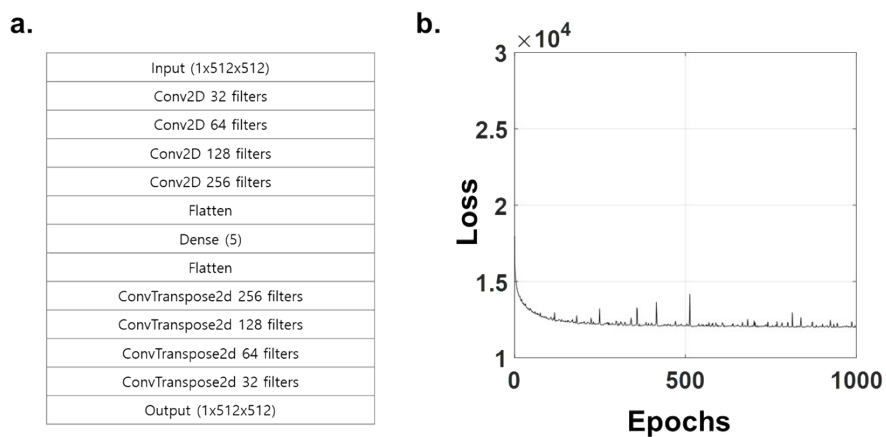 a.
Input (1x512x512)
Conv2D 32 filters
Conv2D 64 filters
Conv2D 128 filters
Conv2D 256 filters
Flatten
Dense (5)
Flatten
ConvTranspose2d 256 filters
ConvTranspose2d 128 filters
ConvTranspose2d 64 filters
ConvTranspose2d 32 filters
Output (1x512x512)
b.
×10⁴
3
2.5
2
1.5
1
Loss
0 500 1000
Epochs